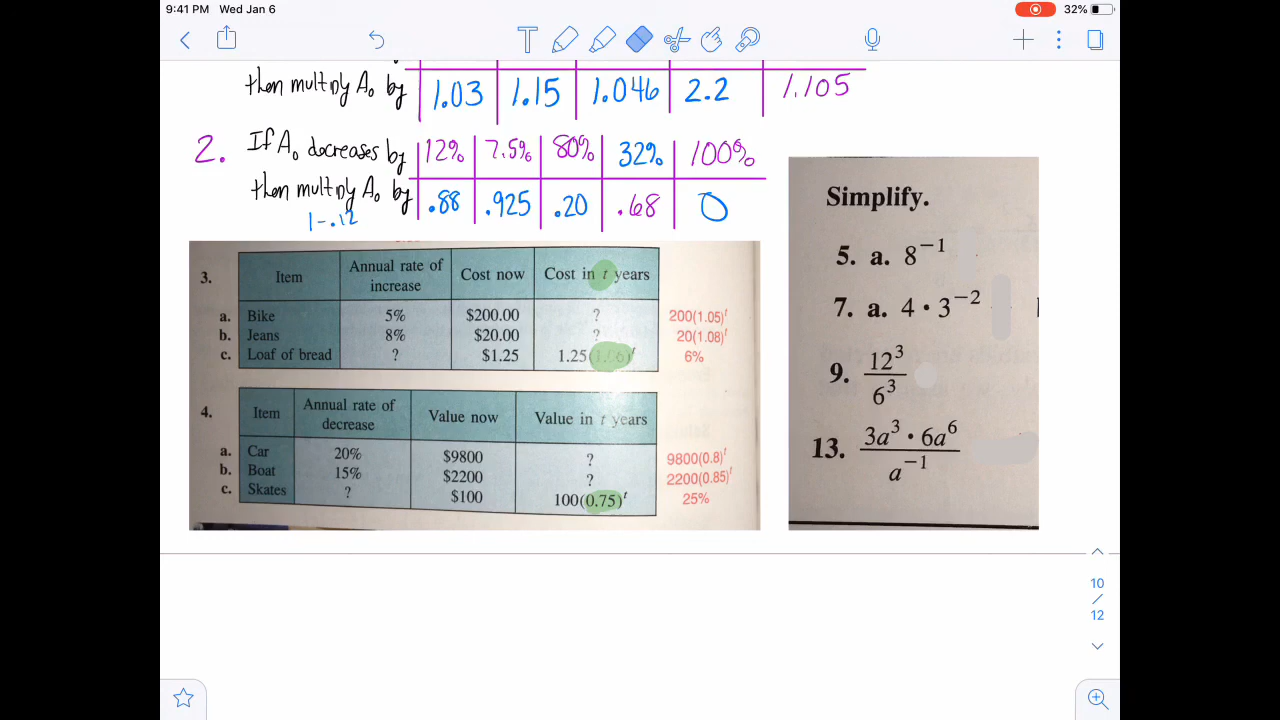 9:41 PM Wed Jan 6
32%
T
then multiply A₀ by 1.03 1.15 1.046 2.2 1.105
2. If A₀ decreases by 12% 7.5% 80% 32% 100%
then multiply A₀ by .88 .925 .20 .68 0
1-.12
3. Item Annual rate of increase Cost now Cost in t years
a. Bike 5% $200.00 ? 200(1.05)ᵗ
b. Jeans 8% $20.00 ? 20(1.08)ᵗ
c. Loaf of bread ? $1.25 1.25(1.06)ᵗ 6%
4. Item Annual rate of decrease Value now Value in t years
a. Car 20% $9800 ? 9800(0.8)ᵗ
b. Boat 15% $2200 ? 2200(0.85)ᵗ
c. Skates ? $100 100(0.75)ᵗ 25%
Simplify.
5. a. 8⁻¹
7. a. 4 · 3⁻²
9. 12³/6³
13. 3a³ · 6a⁶/a⁻¹
10
/
12